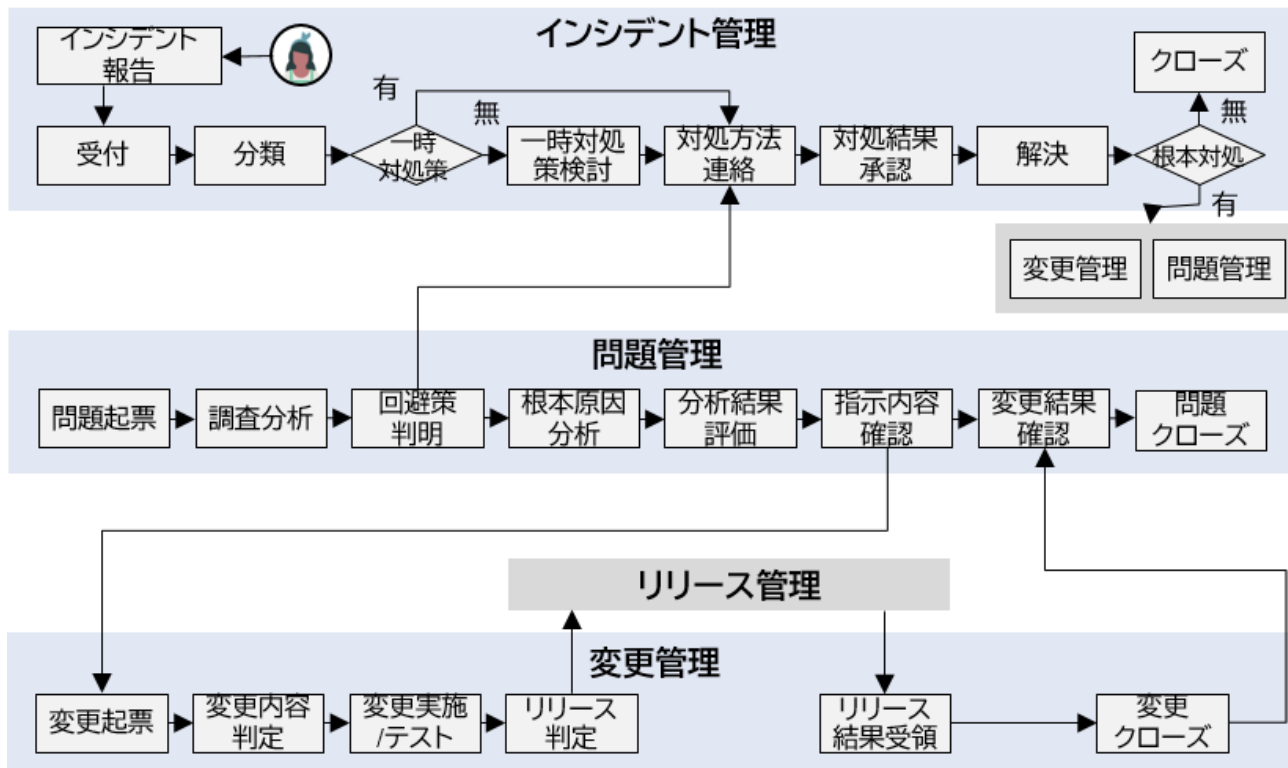 インシデント管理
インシデント
報告
有
無
クローズ
無
受付
分類
一時
対処策
一時対処
策検討
対処方法
連絡
対処結果
承認
解決
根本対処
有
変更管理
問題管理
問題管理
問題起票
調査分析
回避策
判明
根本原因
分析
分析結果
評価
指示内容
確認
変更結果
確認
問題
クローズ
リリース管理
変更管理
変更起票
変更内容
判定
変更実施
/テスト
リリース
判定
リリース
結果受領
変更
クローズ